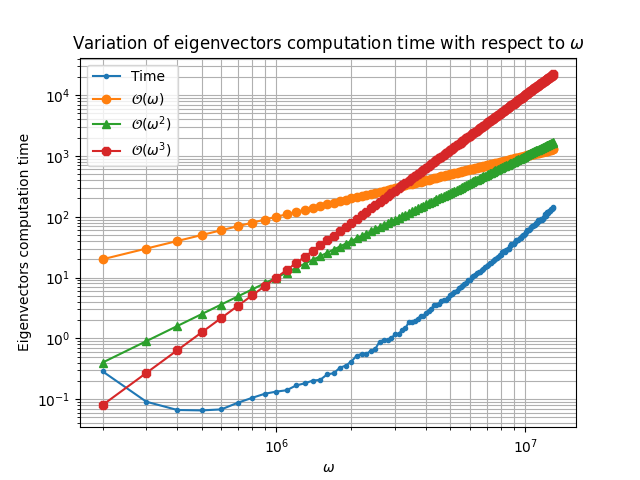 Variation of eigenvectors computation time with respect to ω
Time
𝒪(ω)
𝒪(ω²)
𝒪(ω³)
Eigenvectors computation time
10⁴
10³
10²
10¹
10⁰
10⁻¹
10⁶
10⁷
ω